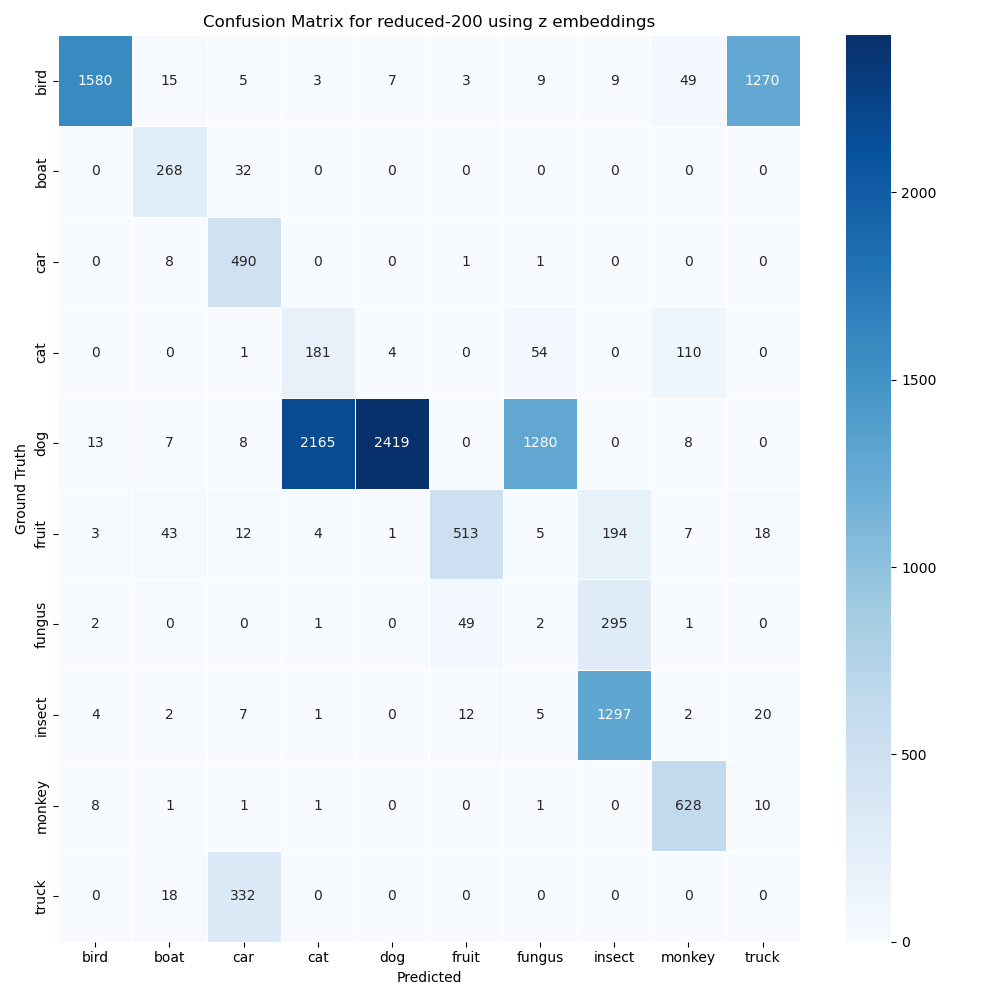 Confusion Matrix for reduced-200 using z embeddings
bird 1580 15 5 3 7 3 9 9 49 1270
boat 0 268 32 0 0 0 0 0 0 0
car 0 8 490 0 0 1 1 0 0 0
cat 0 0 1 181 4 0 54 0 110 0
dog 13 7 8 2165 2419 0 1280 0 8 0
fruit 3 43 12 4 1 513 5 194 7 18
fungus 2 0 0 1 0 49 2 295 1 0
insect 4 2 7 1 0 12 5 1297 2 20
monkey 8 1 1 1 0 0 1 0 628 10
truck 0 18 332 0 0 0 0 0 0 0
bird boat car cat dog fruit fungus insect monkey truck
Predicted
Ground Truth
2000
1500
1000
500
0